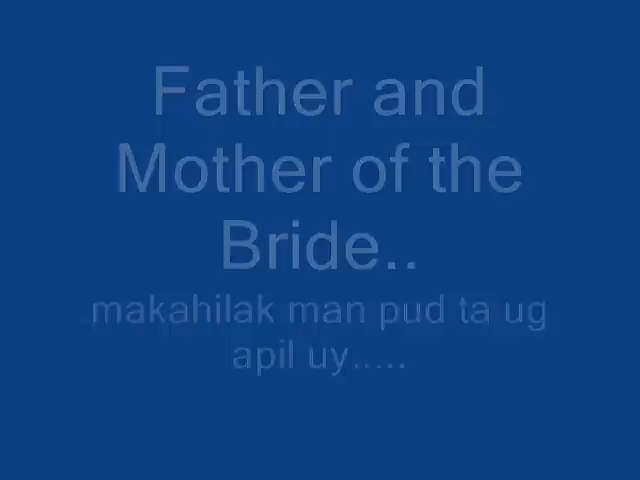 Father and
Mother of the
Bride..
makahilak man pud ta ug
apil uy.....